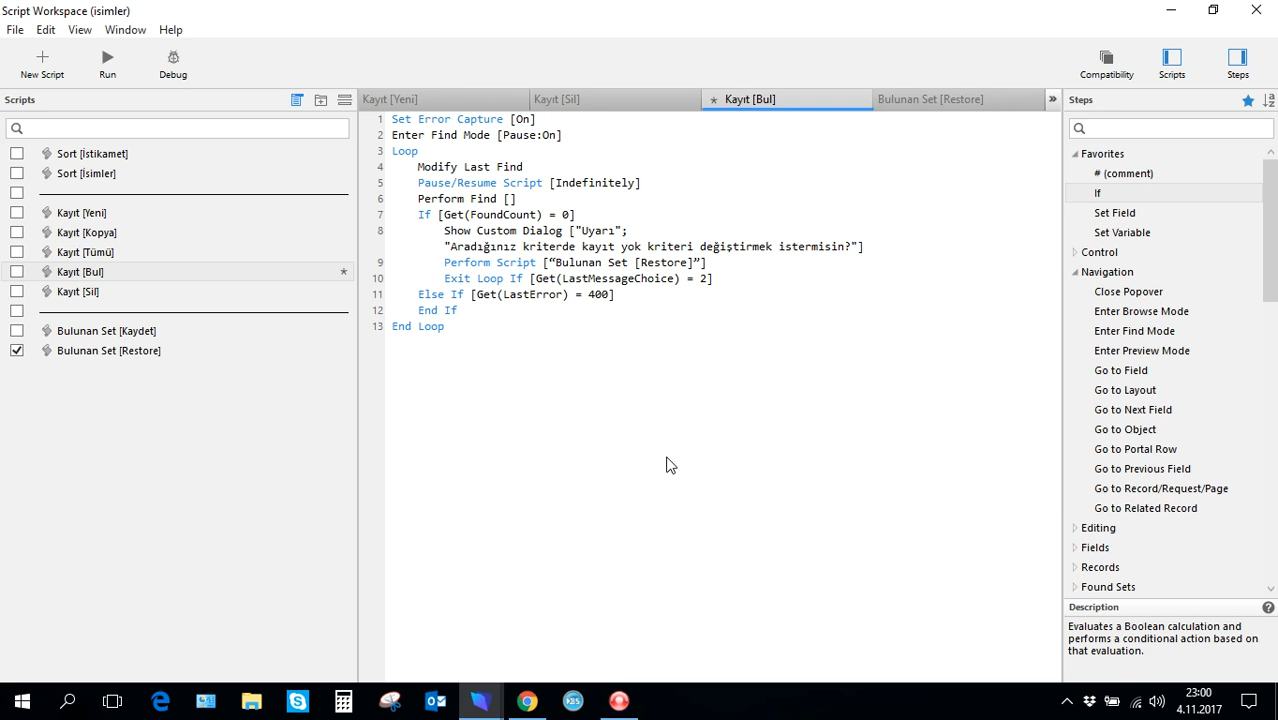 Script Workspace (isimler)
File Edit View Window Help
New Script Run Debug Compatibility Scripts Steps
Scripts
Kayıt [Yeni] Kayıt [Sil] * Kayıt [Bul] Bulunan Set [Restore] »
Steps
Sort [İstikamet]
Sort [İsimler]
Kayıt [Yeni]
Kayıt [Kopya]
Kayıt [Tümü]
Kayıt [Bul] *
Kayıt [Sil]
Bulunan Set [Kaydet]
Bulunan Set [Restore]
1 Set Error Capture [On]
2 Enter Find Mode [Pause:On]
3 Loop
4 Modify Last Find
5 Pause/Resume Script [Indefinitely]
6 Perform Find []
7 If [Get(FoundCount) = 0]
8 Show Custom Dialog ["Uyarı";
"Aradığınız kriterde kayıt yok kriteri değiştirmek istermisin?"]
9 Perform Script [“Bulunan Set [Restore]”]
10 Exit Loop If [Get(LastMessageChoice) = 2]
11 Else If [Get(LastError) = 400]
12 End If
13 End Loop
Favorites
# (comment)
If
Set Field
Set Variable
Control
Navigation
Close Popover
Enter Browse Mode
Enter Find Mode
Enter Preview Mode
Go to Field
Go to Layout
Go to Next Field
Go to Object
Go to Portal Row
Go to Previous Field
Go to Record/Request/Page
Go to Related Record
Editing
Fields
Records
Found Sets
Description
Evaluates a Boolean calculation and
performs a conditional action based on
that evaluation.
KBS
23:00
4.11.2017